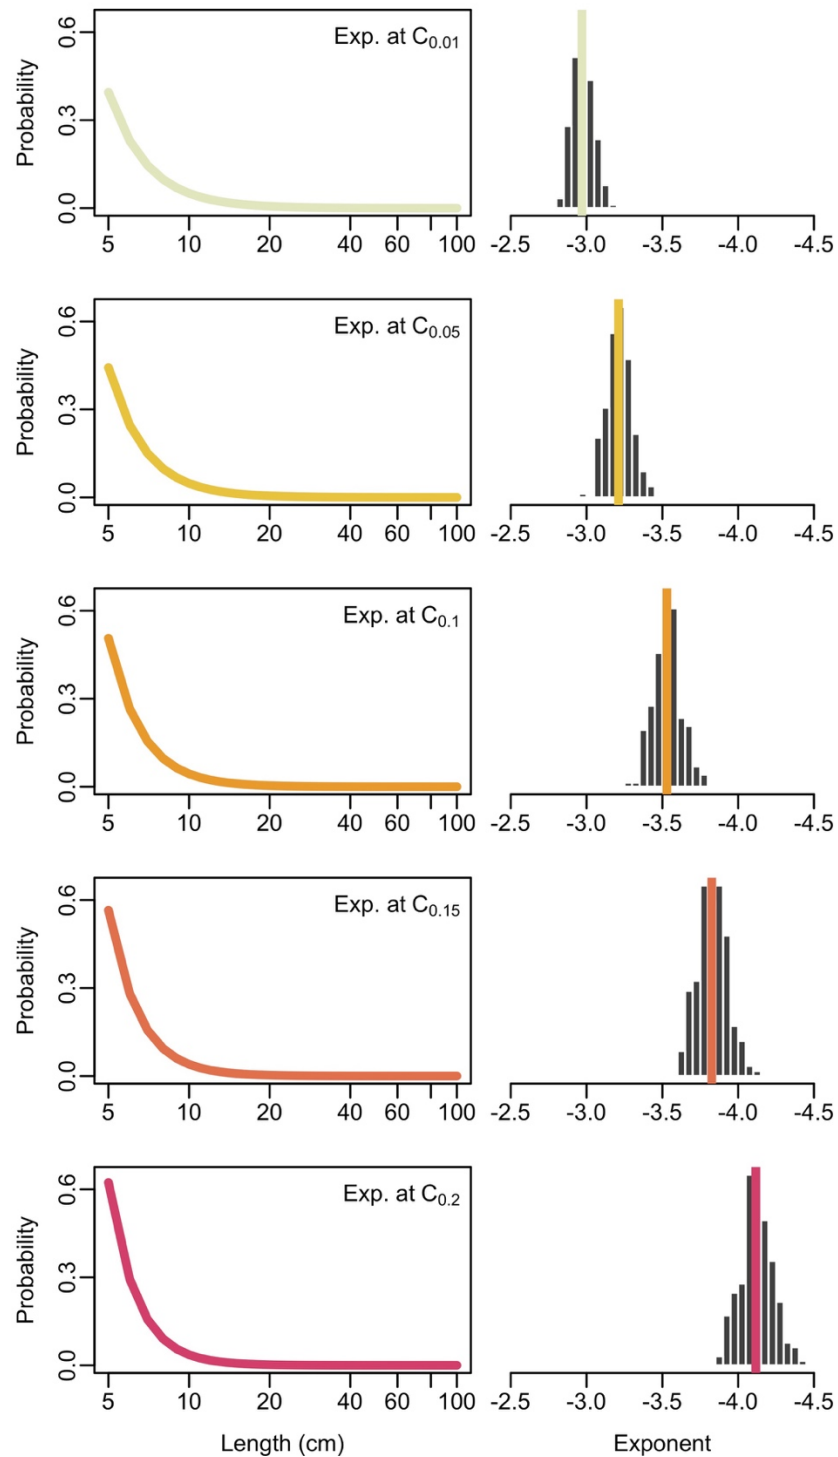 Probability
0.6
0.3
0.0
Exp. at C0.01
5 10 20 40 60 100
-2.5 -3.0 -3.5 -4.0 -4.5
Probability
0.6
0.3
0.0
Exp. at C0.05
5 10 20 40 60 100
-2.5 -3.0 -3.5 -4.0 -4.5
Probability
0.6
0.3
0.0
Exp. at C0.1
5 10 20 40 60 100
-2.5 -3.0 -3.5 -4.0 -4.5
Probability
0.6
0.3
0.0
Exp. at C0.15
5 10 20 40 60 100
-2.5 -3.0 -3.5 -4.0 -4.5
Probability
0.6
0.3
0.0
Exp. at C0.2
5 10 20 40 60 100
-2.5 -3.0 -3.5 -4.0 -4.5
Length (cm)
Exponent